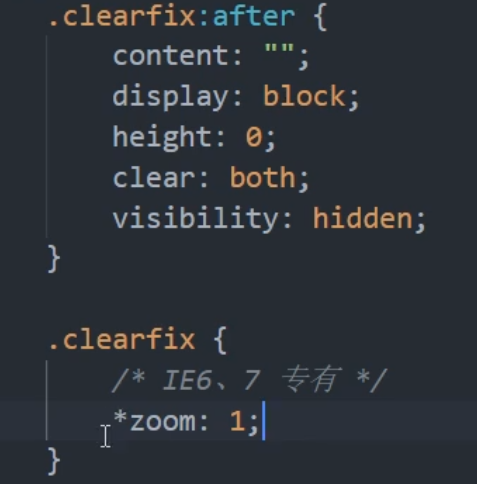 .clearfix:after {
content: "";
display: block;
height: 0;
clear: both;
visibility: hidden;
}
.clearfix {
/* IE6、7 专有 */
*zoom: 1;
}